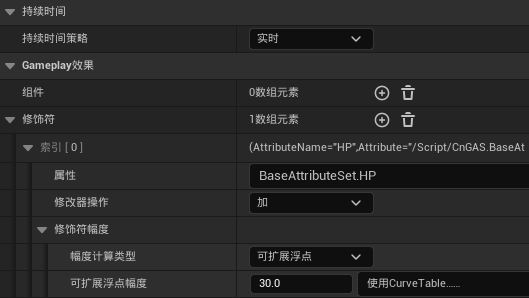 持续时间
持续时间策略 实时
Gameplay效果
组件 0数组元素
修饰符 1数组元素
索引 [ 0 ] (AttributeName="HP",Attribute="/Script/CnGAS.BaseAt
属性 BaseAttributeSet.HP
修改器操作 加
修饰符幅度
幅度计算类型 可扩展浮点
可扩展浮点幅度 30.0 使用CurveTable......